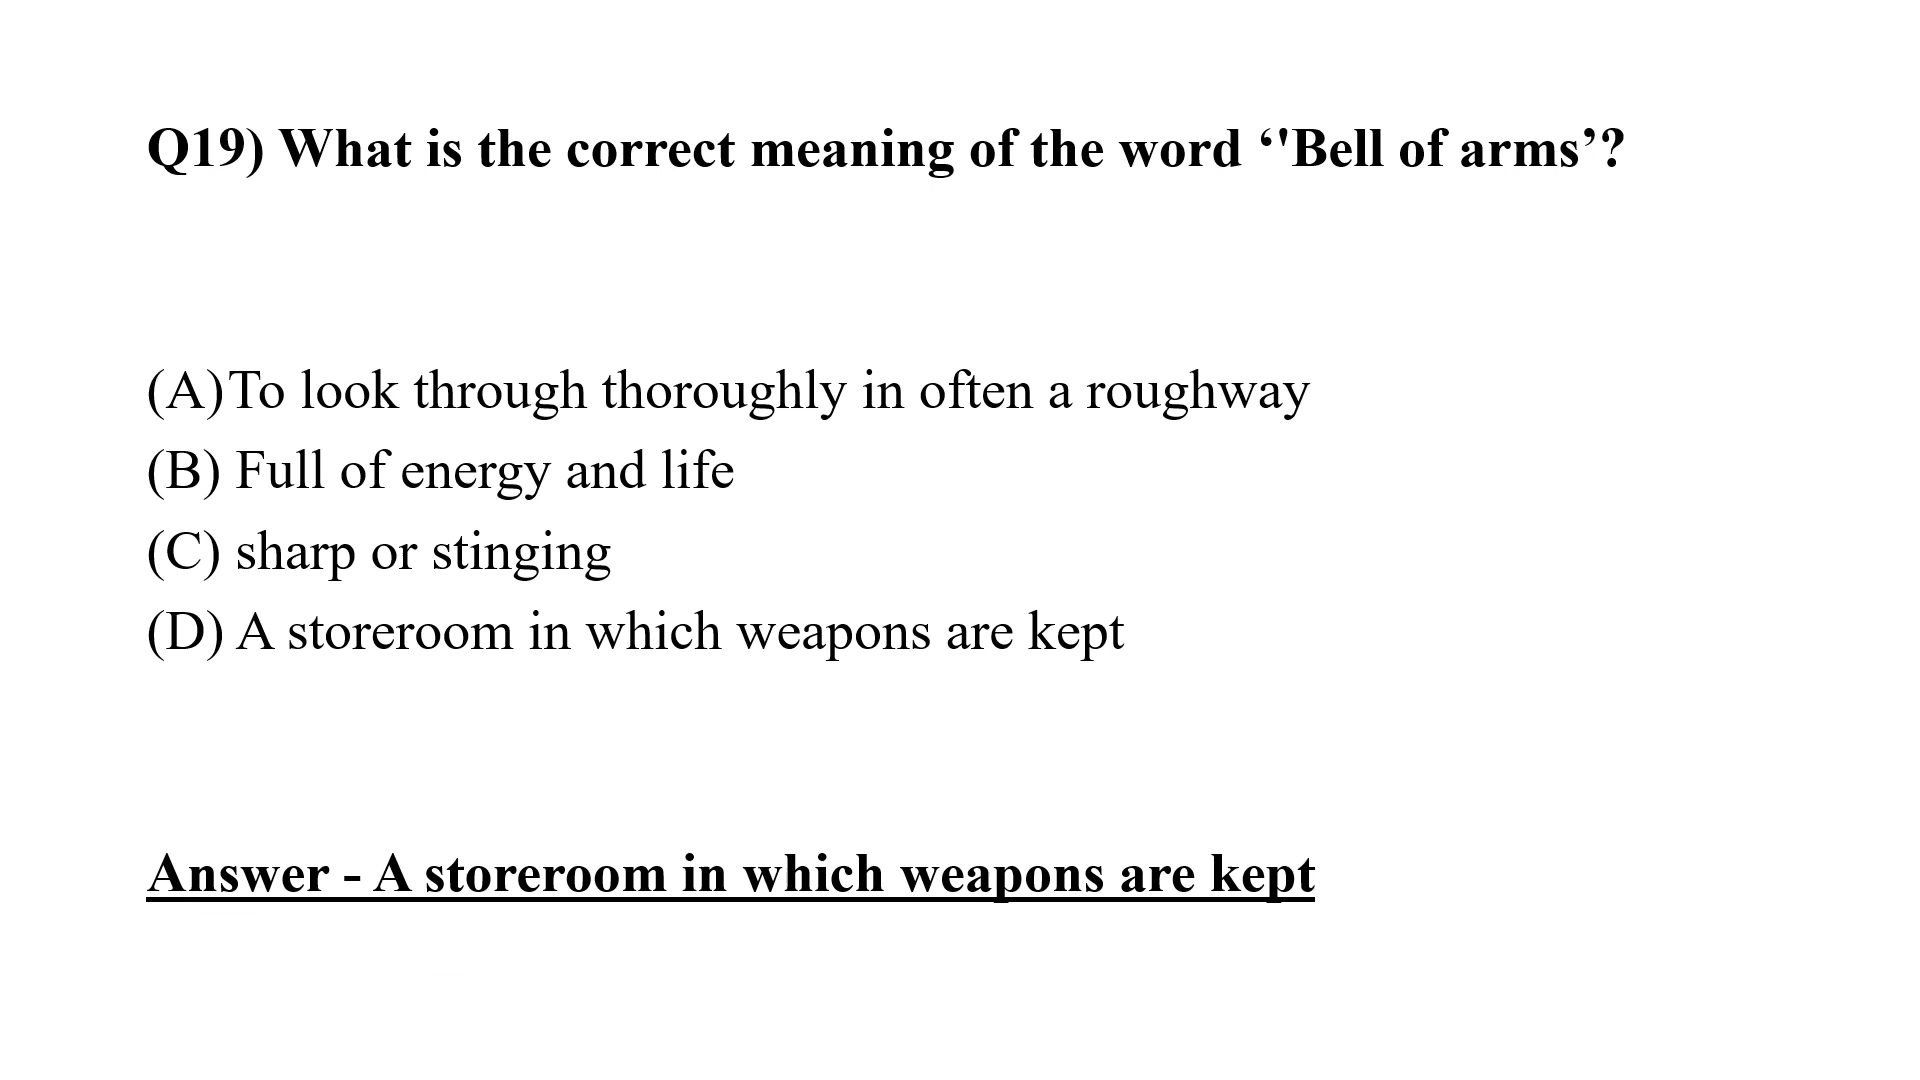 Q19) What is the correct meaning of the word ‘'Bell of arms’?
(A)To look through thoroughly in often a roughway
(B) Full of energy and life
(C) sharp or stinging
(D) A storeroom in which weapons are kept
Answer - A storeroom in which weapons are kept